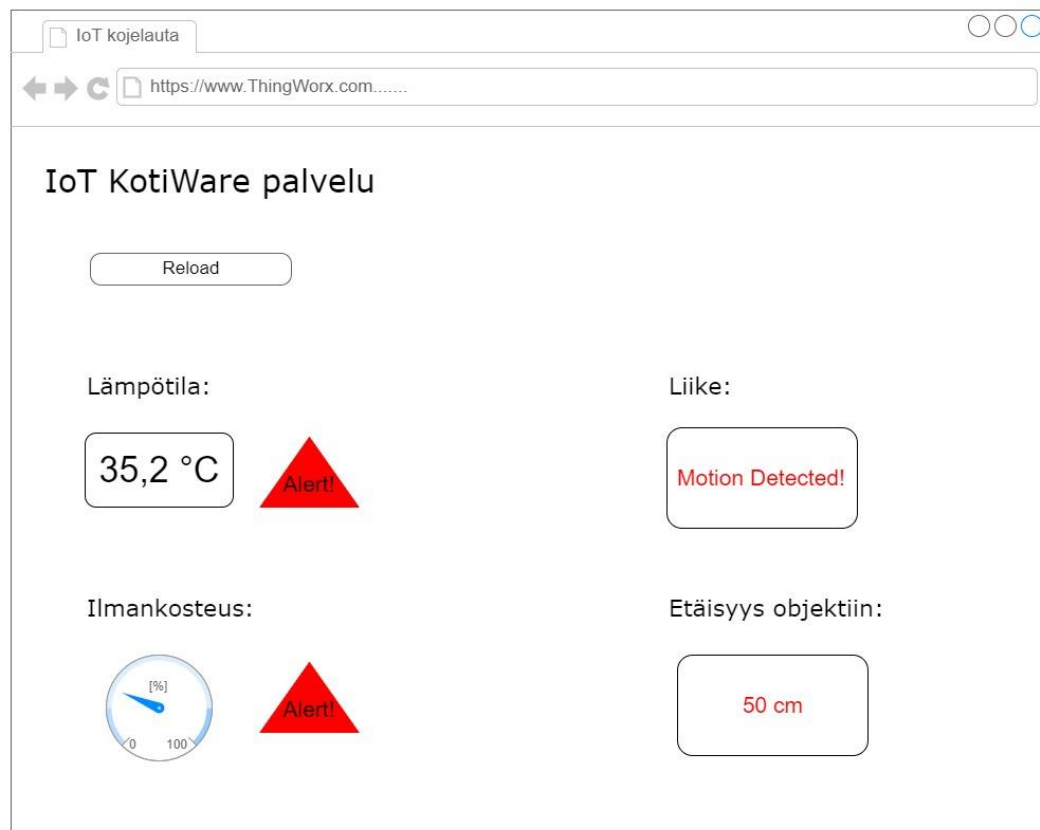 IoT kojelauta
https://www.ThingWorx.com.......
IoT KotiWare palvelu
Reload
Lämpötila:
35,2 °C
Alert!
Liike:
Motion Detected!
Ilmankosteus:
[%]
0 100
Alert!
Etäisyys objektiin:
50 cm